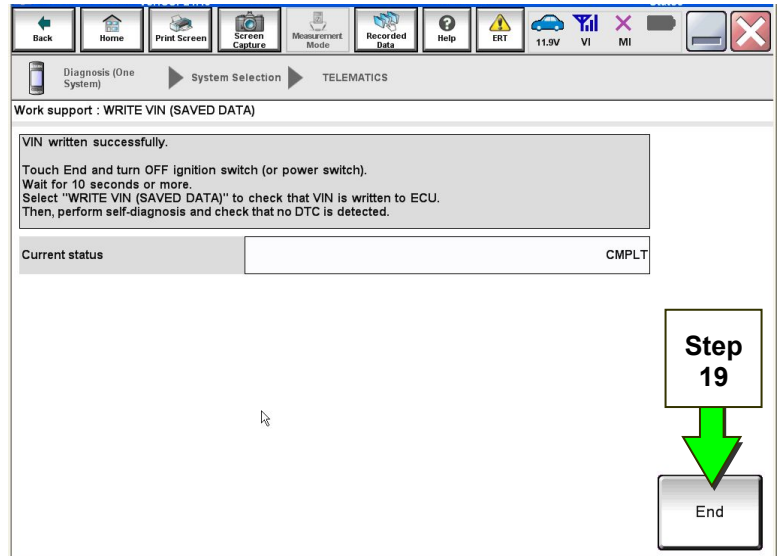 Back
Home
Print Screen
Screen
Capture
Measurement
Mode
Recorded
Data
Help
ERT
11.9V
VI
MI
Diagnosis (One
System)
System Selection
TELEMATICS
Work support : WRITE VIN (SAVED DATA)
VIN written successfully.
Touch End and turn OFF ignition switch (or power switch).
Wait for 10 seconds or more.
Select "WRITE VIN (SAVED DATA)" to check that VIN is written to ECU.
Then, perform self-diagnosis and check that no DTC is detected.
Current status
CMPLT
Step
19
End